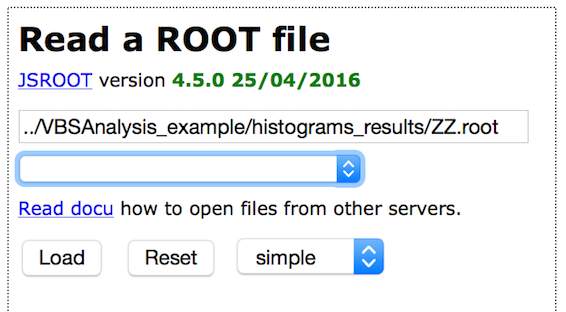 Read a ROOT file
JSROOT version 4.5.0 25/04/2016
../VBSAnalysis_example/histograms_results/ZZ.root
Read docu how to open files from other servers.
Load Reset simple